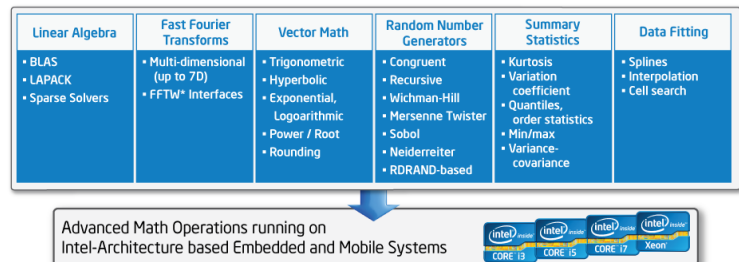 Linear Algebra
▪ BLAS
▪ LAPACK
▪ Sparse Solvers
Fast Fourier
Transforms
▪ Multi-dimensional
(up to 7D)
▪ FFTW* Interfaces
Vector Math
▪ Trigonometric
▪ Hyperbolic
▪ Exponential,
Logoarithmic
▪ Power / Root
▪ Rounding
Random Number
Generators
▪ Congruent
▪ Recursive
▪ Wichman-Hill
▪ Mersenne Twister
▪ Sobol
▪ Neiderreiter
▪ RDRAND-based
Summary
Statistics
▪ Kurtosis
▪ Variation
coefficient
▪ Quantiles,
order statistics
▪ Min/max
▪ Variance-
covariance
Data Fitting
▪ Splines
▪ Interpolation
▪ Cell search
Advanced Math Operations running on
Intel-Architecture based Embedded and Mobile Systems
intel inside
CORE i3
intel inside
CORE i5
intel inside
CORE i7
intel inside
Xeon